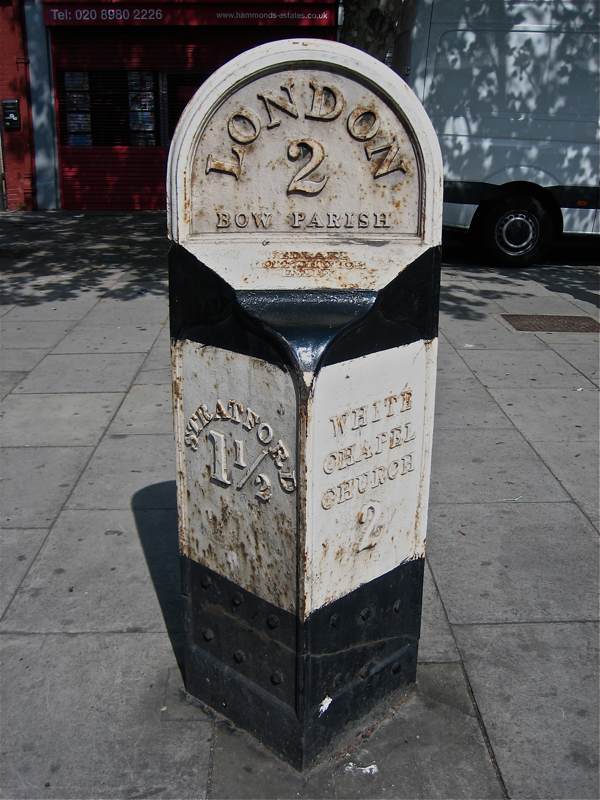 Tel: 020 8980 2226
www.hammonds-estates.co.uk
LONDON
2
BOW PARISH
STRATFORD
1 1/2
WHITE
CHAPEL
CHURCH
2